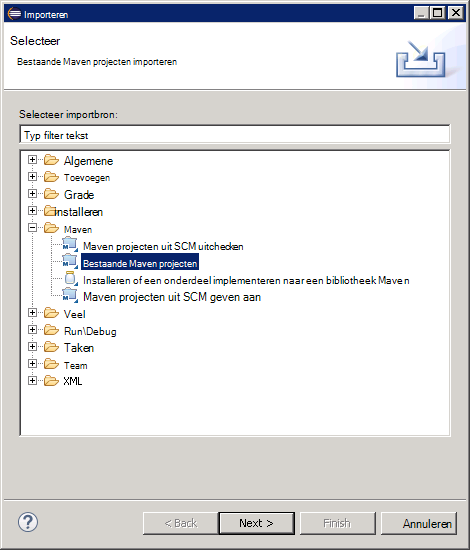 Importeren
Selecteer
Bestaande Maven projecten importeren
Selecteer importbron:
Typ filter tekst
Algemene
Toevoegen
Grade
Installeren
Maven
Maven projecten uit SCM uitchecken
Bestaande Maven projecten
Installeren of een onderdeel implementeren naar een bibliotheek Maven
Maven projecten uit SCM geven aan
Veel
Run\Debug
Taken
Team
XML
?
< Back
Next >
Finish
Annuleren